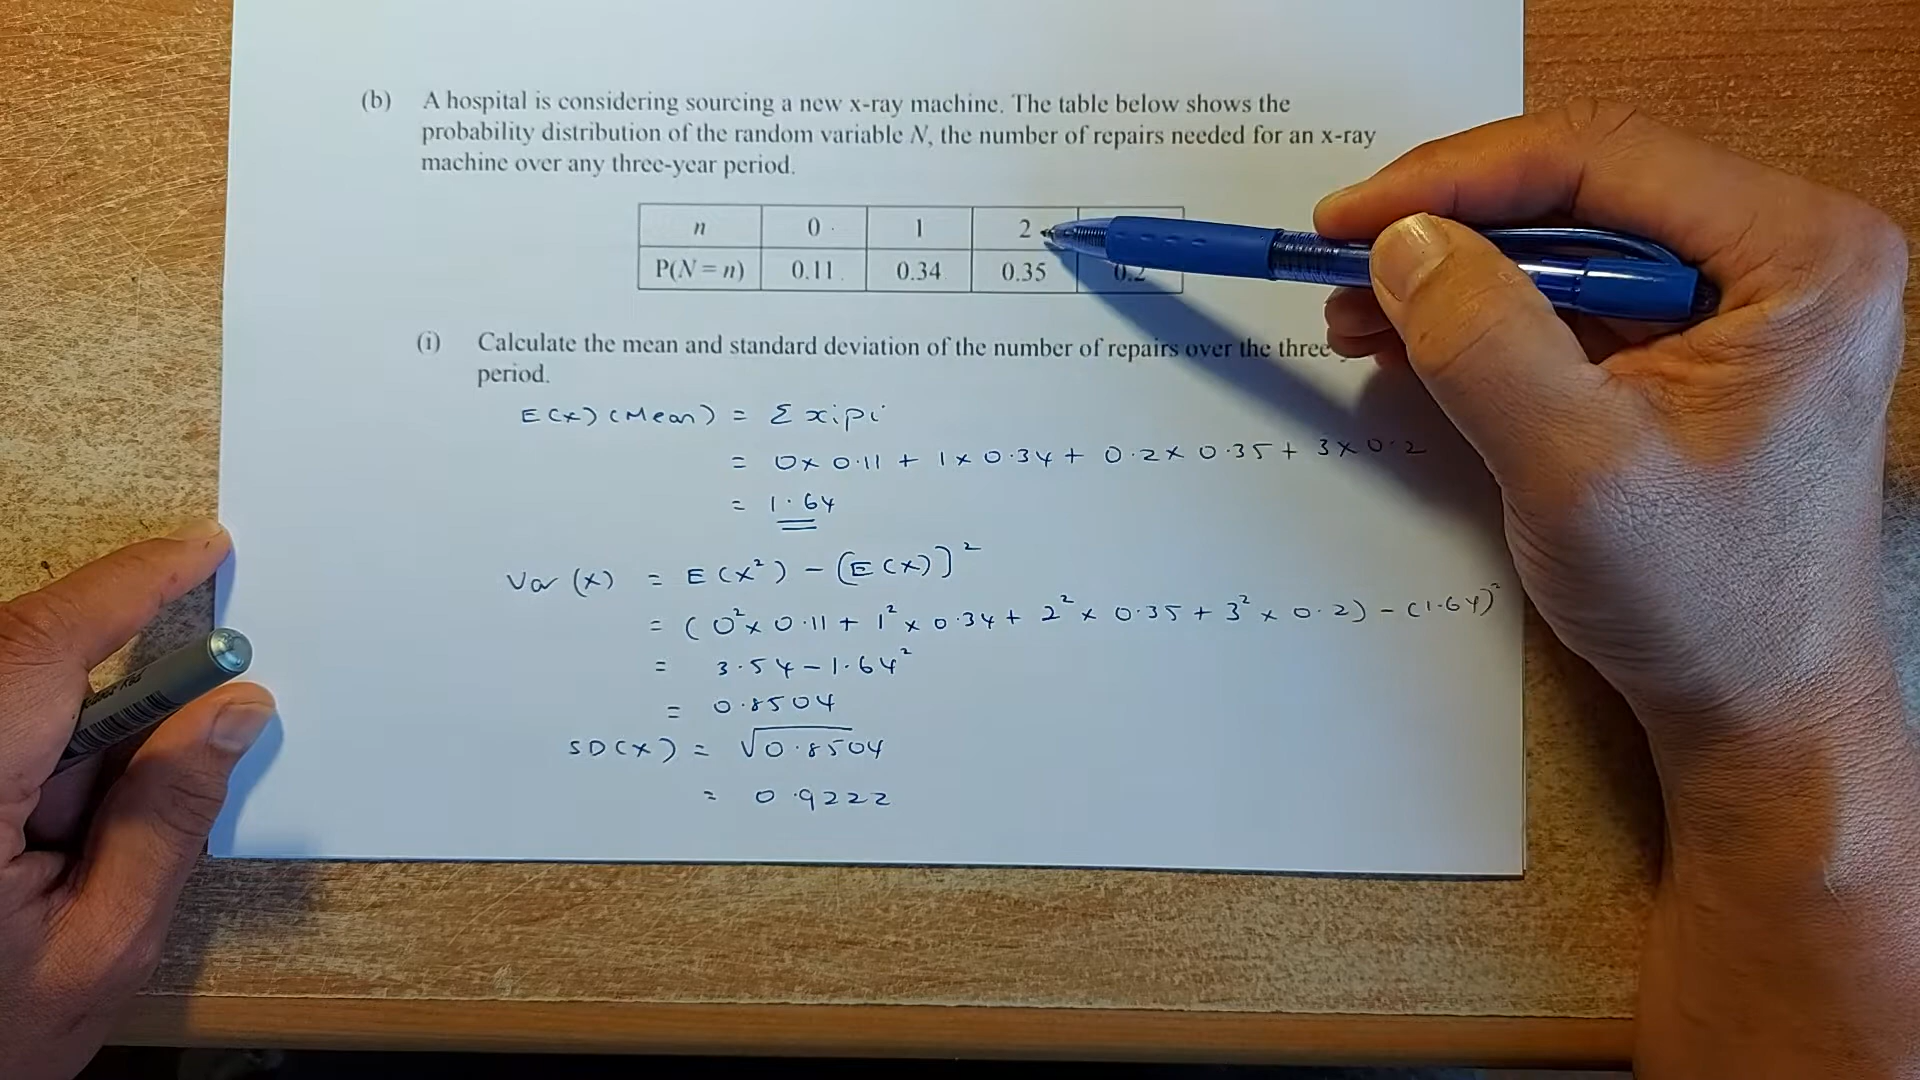 (b) A hospital is considering sourcing a new x-ray machine. The table below shows the
probability distribution of the random variable N, the number of repairs needed for an x-ray
machine over any three-year period.
n 0 1 2
P(N = n) 0.11 0.34 0.35 0.2
(i) Calculate the mean and standard deviation of the number of repairs over the three
period.
E(x) (Mean) = Σ xipi
= 0 x 0.11 + 1 x 0.34 + 0.2 x 0.35 + 3 x 0.2
= 1.64
Var (x) = E(x²) - (E(x)]²
= (0² x 0.11 + 1² x 0.34 + 2² x 0.35 + 3² x 0.2) - (1.64)²
= 3.54 - 1.64²
= 0.8504
SD(x) = √0.8504
= 0.9222